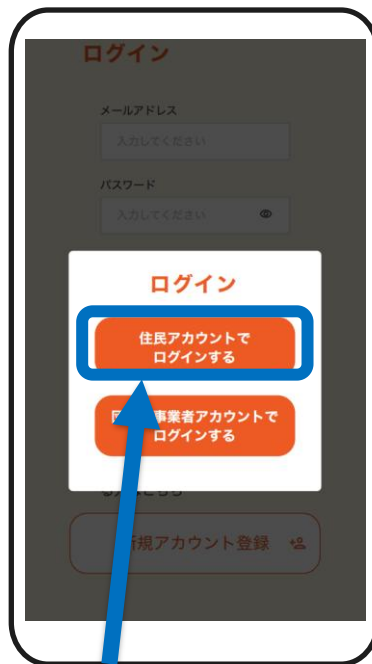 ログイン
メールアドレス
入力してください
パスワード
入力してください
ログイン
住民アカウントで
ログインする
事業者アカウントで
ログインする
こちら
規アカウント登録